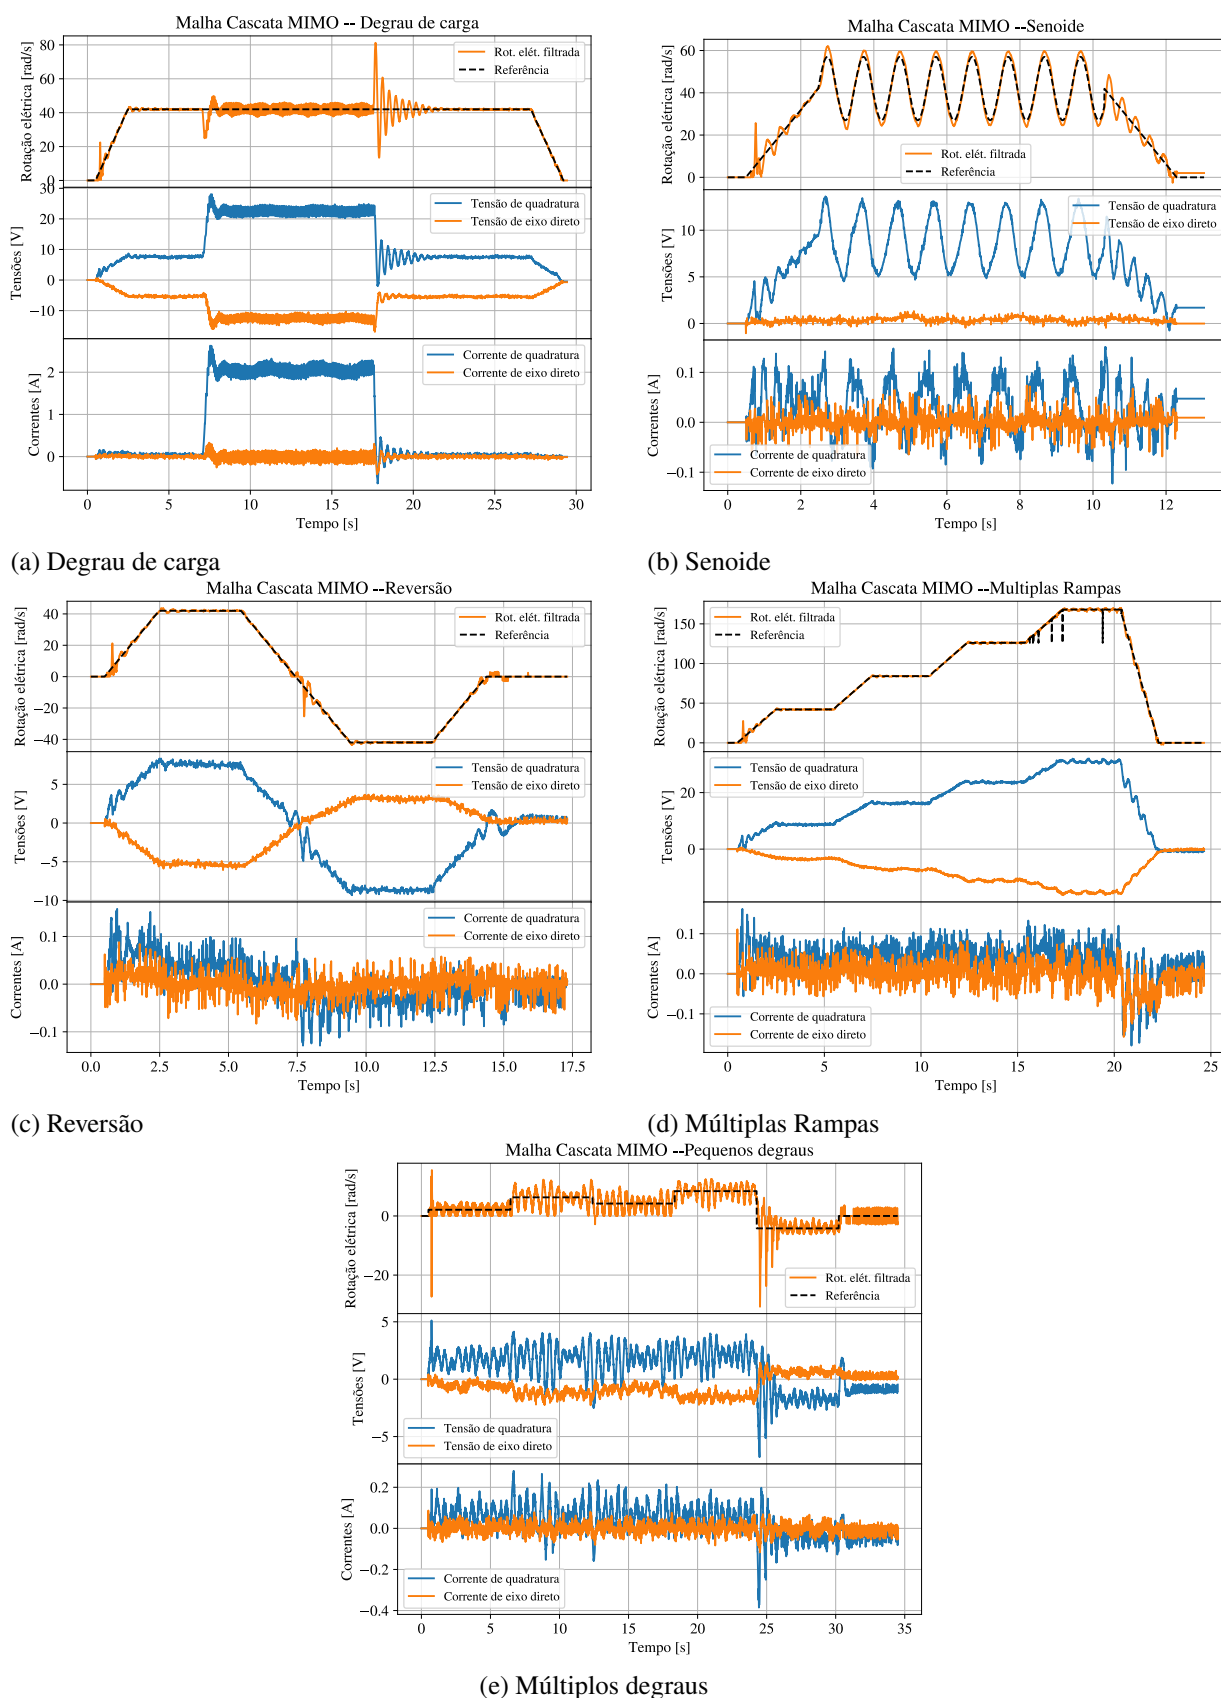 Malha Cascata MIMO -- Degrau de carga
Rotação elétrica [rad/s]
80
60
40
20
0
Rot. elét. filtrada
Referência
Tensões [V]
30
20
10
0
−10
Tensão de quadratura
Tensão de eixo direto
Correntes [A]
2
1
0
Corrente de quadratura
Corrente de eixo direto
0 5 10 15 20 25 30
Tempo [s]
(a) Degrau de carga
Malha Cascata MIMO --Senoide
Rotação elétrica [rad/s]
60
40
20
0
Rot. elét. filtrada
Referência
Tensões [V]
10
5
0
Tensão de quadratura
Tensão de eixo direto
Correntes [A]
0.1
0.0
−0.1
Corrente de quadratura
Corrente de eixo direto
0 2 4 6 8 10 12
Tempo [s]
(b) Senoide
Malha Cascata MIMO --Reversão
Rotação elétrica [rad/s]
40
20
0
−20
−40
Rot. elét. filtrada
Referência
Tensões [V]
5
0
−5
−10
Tensão de quadratura
Tensão de eixo direto
Correntes [A]
0.1
0.0
−0.1
Corrente de quadratura
Corrente de eixo direto
0.0 2.5 5.0 7.5 10.0 12.5 15.0 17.5
Tempo [s]
(c) Reversão
Malha Cascata MIMO --Multiplas Rampas
Rotação elétrica [rad/s]
150
100
50
0
Rot. elét. filtrada
Referência
Tensões [V]
20
0
Tensão de quadratura
Tensão de eixo direto
Correntes [A]
0.1
0.0
−0.1
Corrente de quadratura
Corrente de eixo direto
0 5 10 15 20 25
Tempo [s]
(d) Múltiplas Rampas
Malha Cascata MIMO --Pequenos degraus
Rotação elétrica [rad/s]
0
−20
Rot. elét. filtrada
Referência
Tensões [V]
5
0
−5
Tensão de quadratura
Tensão de eixo direto
Correntes [A]
0.2
0.0
−0.2
−0.4
Corrente de quadratura
Corrente de eixo direto
0 5 10 15 20 25 30 35
Tempo [s]
(e) Múltiplos degraus